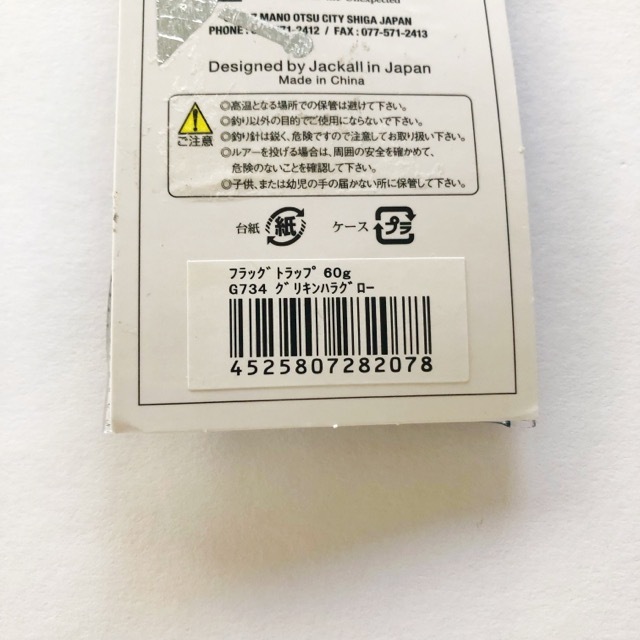 MANO OTSU CITY SHIGA JAPAN
PHONE : 71-2412 / FAX : 077-571-2413
Designed by Jackall in Japan
Made in China
◎高温となる場所での保管は避けて下さい。
◎釣り以外の目的でご使用にならないで下さい。
◎釣り針は鋭く、危険ですので注意してお取り扱い下さい。
◎ルアーを投げる場合は、周囲の安全を確かめて、
危険のないことを確認して下さい。
◎子供、または幼児の手の届かない所に保管して下さい。
ご注意
台紙 紙 ケース プラ
フラッグトラップ 60g
G734 グリキンハラグロー
4525807282078